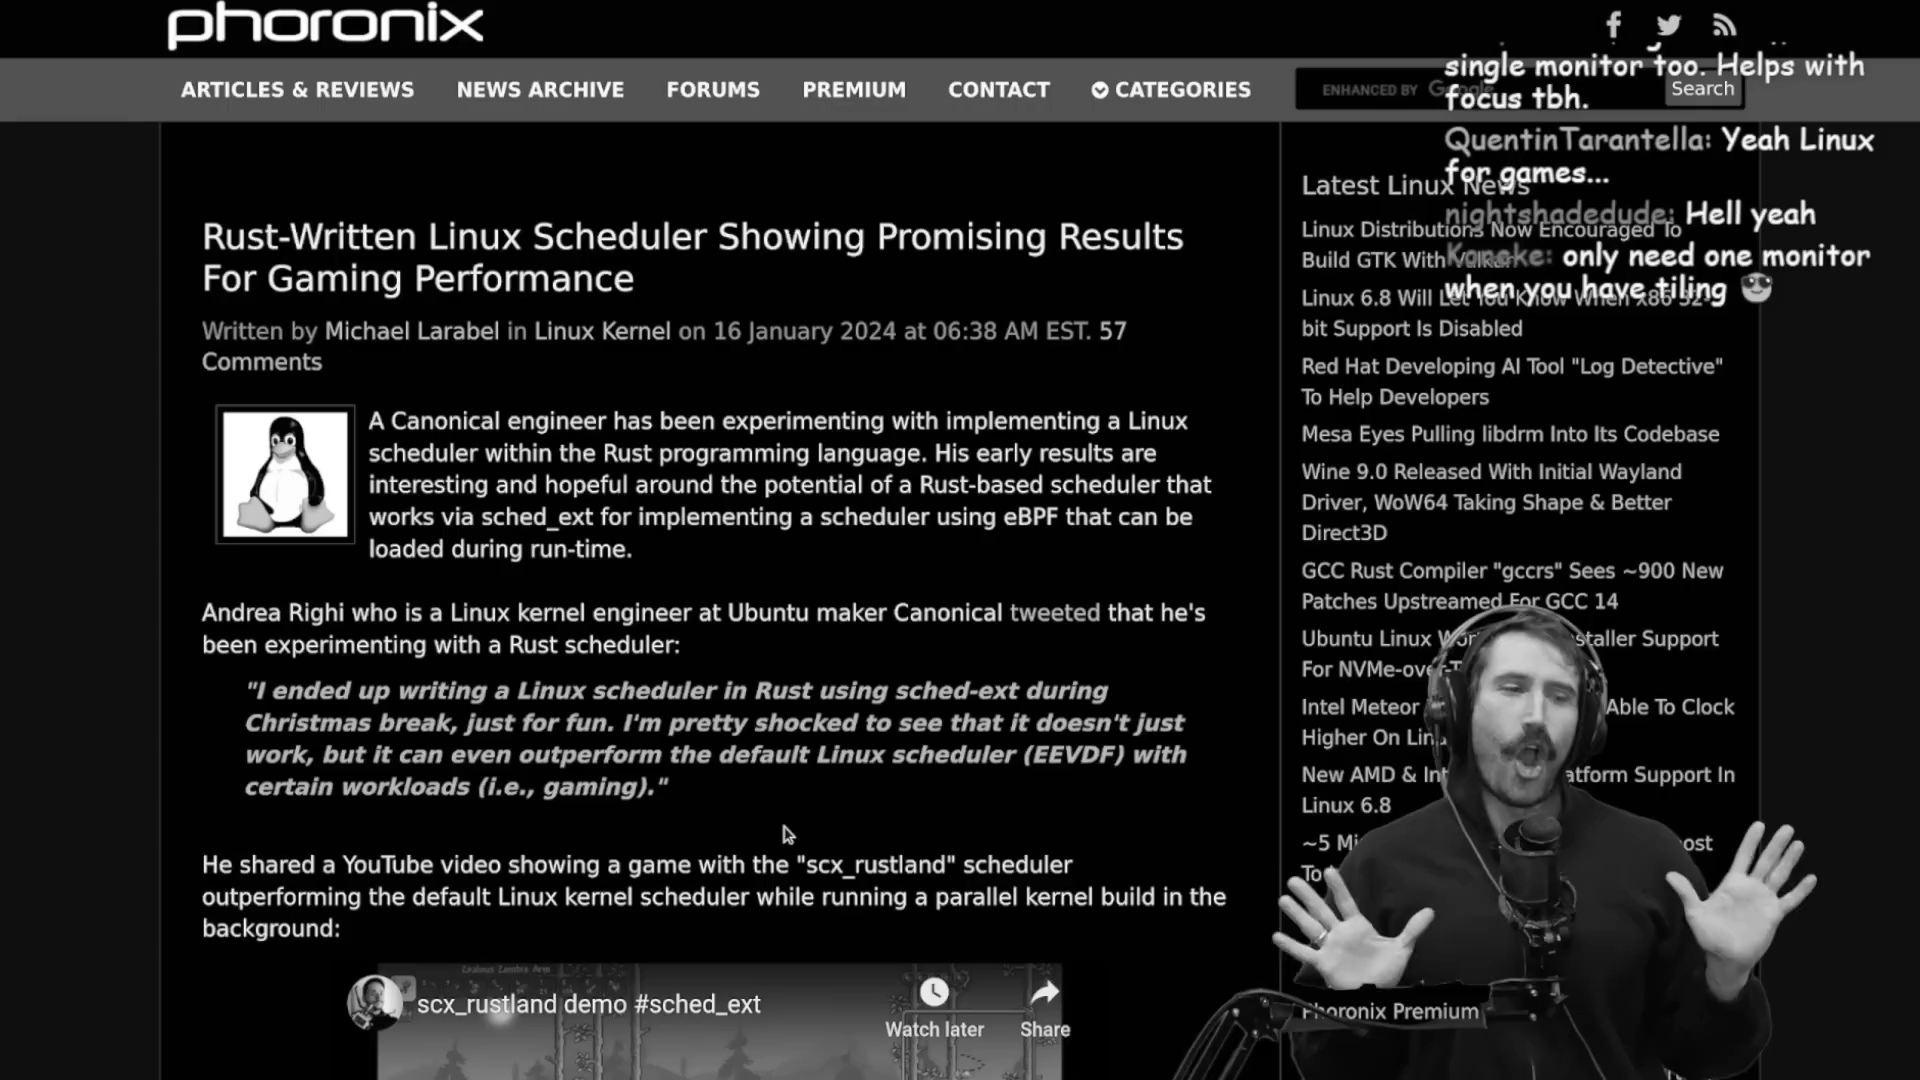 phoronix
ARTICLES & REVIEWS
NEWS ARCHIVE
FORUMS
PREMIUM
CONTACT
CATEGORIES
ENHANCED BY Google
Search
single monitor too. Helps with
focus tbh.
QuentinTarantella: Yeah Linux
for games...
nightshadedude: Hell yeah
only need one monitor
when you have tiling
Rust-Written Linux Scheduler Showing Promising Results
For Gaming Performance
Written by Michael Larabel in Linux Kernel on 16 January 2024 at 06:38 AM EST. 57
Comments
A Canonical engineer has been experimenting with implementing a Linux
scheduler within the Rust programming language. His early results are
interesting and hopeful around the potential of a Rust-based scheduler that
works via sched_ext for implementing a scheduler using eBPF that can be
loaded during run-time.
Andrea Righi who is a Linux kernel engineer at Ubuntu maker Canonical tweeted that he's
been experimenting with a Rust scheduler:
"I ended up writing a Linux scheduler in Rust using sched-ext during
Christmas break, just for fun. I'm pretty shocked to see that it doesn't just
work, but it can even outperform the default Linux scheduler (EEVDF) with
certain workloads (i.e., gaming)."
He shared a YouTube video showing a game with the "scx_rustland" scheduler
outperforming the default Linux kernel scheduler while running a parallel kernel build in the
background:
scx_rustland demo #sched_ext
Watch later
Share
Latest Linux News
Linux Distributions Now Encouraged To
Build GTK With Vulkan
Linux 6.8 Will Let You Know When x86 32-
bit Support Is Disabled
Red Hat Developing AI Tool "Log Detective"
To Help Developers
Mesa Eyes Pulling libdrm Into Its Codebase
Wine 9.0 Released With Initial Wayland
Driver, WoW64 Taking Shape & Better
Direct3D
GCC Rust Compiler "gccrs" Sees ~900 New
Patches Upstreamed For GCC 14
Ubuntu Linux Support
For
Intel Meteor Able To Clock
Higher On
New AMD & Support In
Linux 6.8
~5
To
Phoronix Premium